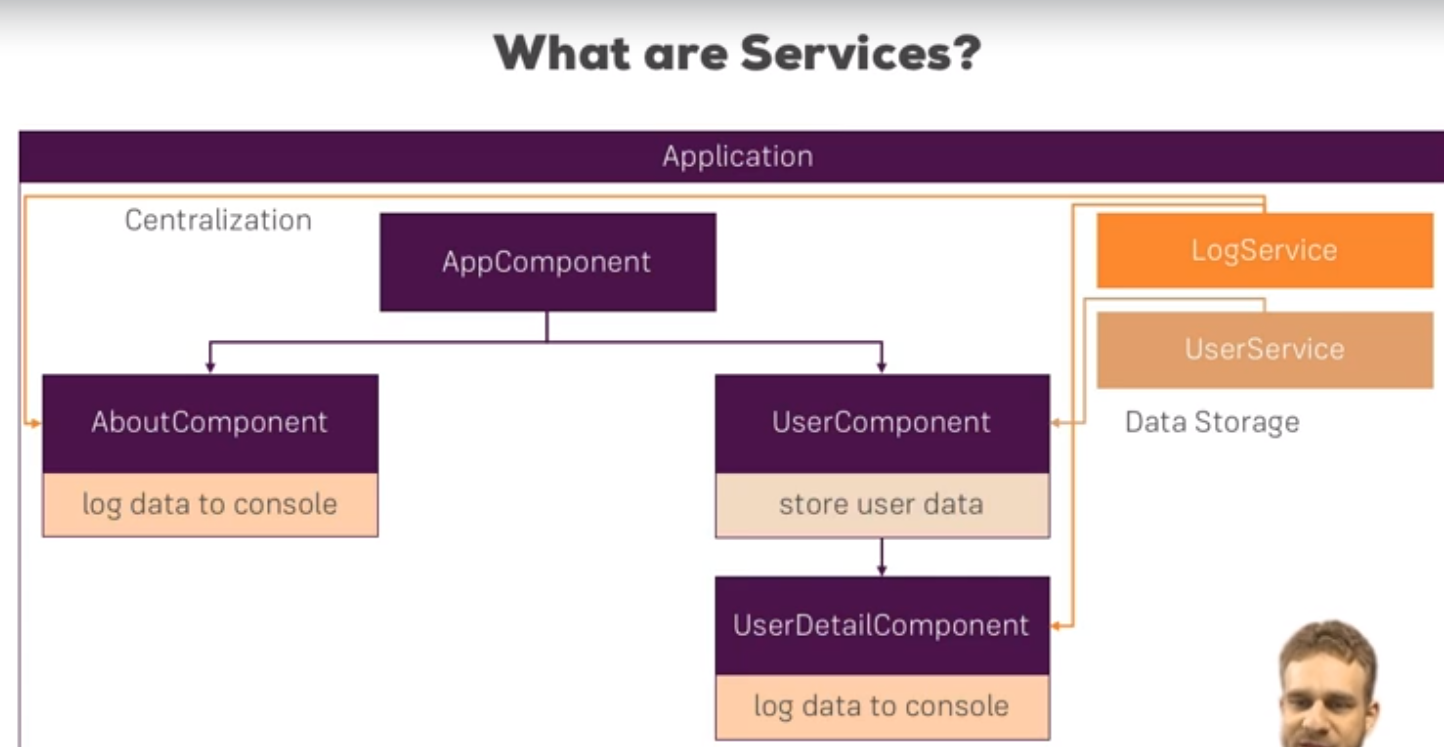 What are Services?
Application
Centralization
AppComponent
LogService
UserService
AboutComponent
UserComponent
Data Storage
log data to console
store user data
UserDetailComponent
log data to console